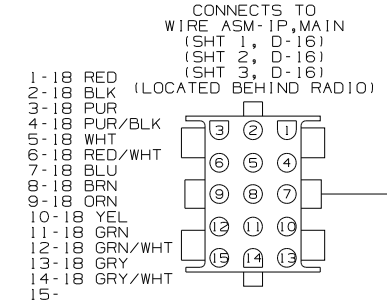 CONNECTS TO
WIRE ASM-IP,MAIN
(SHT 1, D-16)
(SHT 2, D-16)
(SHT 3, D-16)
(LOCATED BEHIND RADIO)
1-18 RED
2-18 BLK
3-18 PUR
4-18 PUR/BLK
5-18 WHT
6-18 RED/WHT
7-18 BLU
8-18 BRN
9-18 ORN
10-18 YEL
11-18 GRN
12-18 GRN/WHT
13-18 GRY
14-18 GRY/WHT
15-
3 2 1
6 5 4
9 8 7
12 11 10
15 14 13